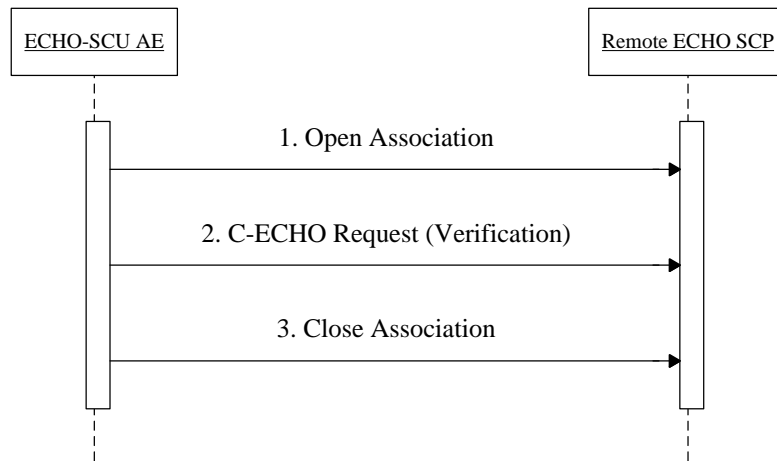 ECHO-SCU AE
Remote ECHO SCP
1. Open Association
2. C-ECHO Request (Verification)
3. Close Association